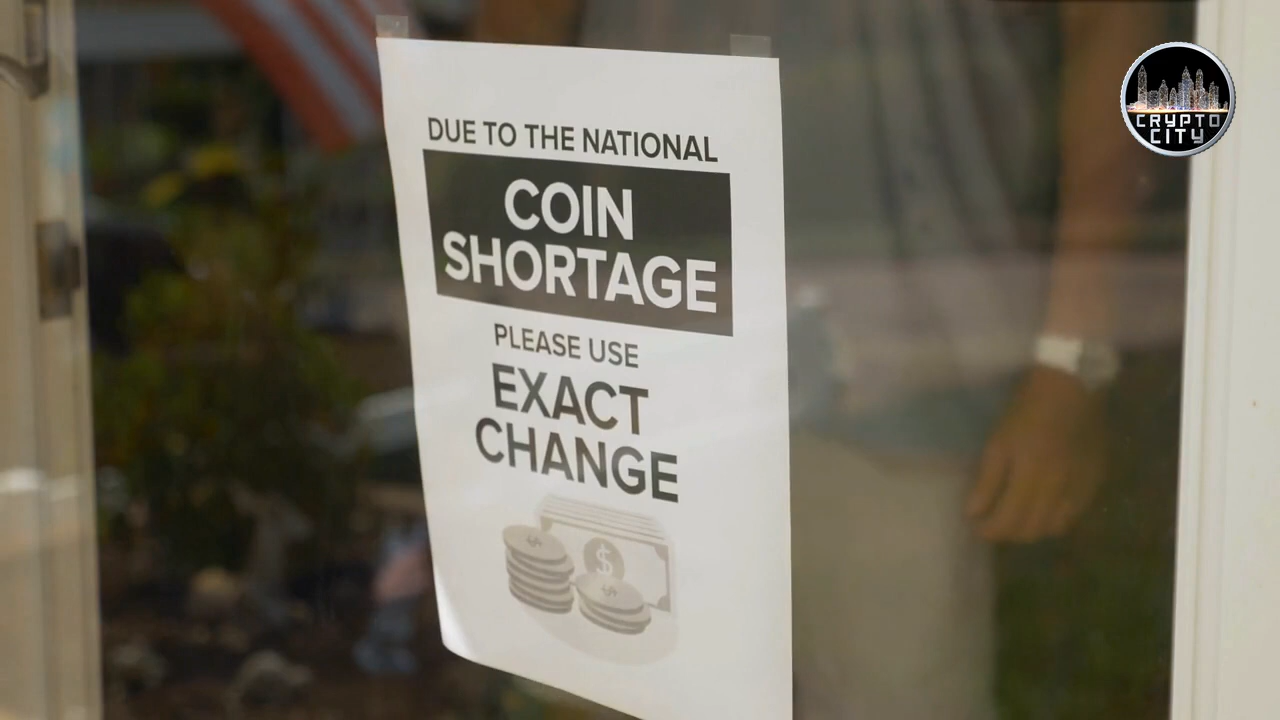 DUE TO THE NATIONAL
COIN
SHORTAGE
PLEASE USE
EXACT
CHANGE
$
$
$
CRYPTO
CITY